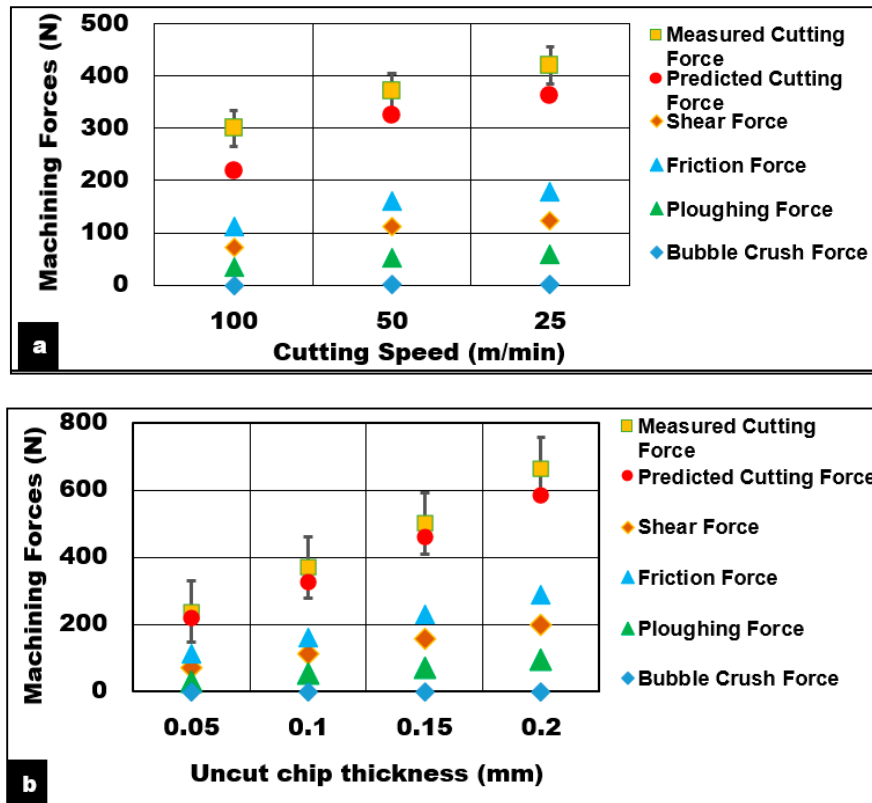 500
400
300
200
100
0
Machining Forces (N)
100
50
25
Cutting Speed (m/min)
Measured Cutting
Force
Predicted Cutting
Force
Shear Force
Friction Force
Ploughing Force
Bubble Crush Force
a
800
600
400
200
0
Machining Forces (N)
0.05
0.1
0.15
0.2
Uncut chip thickness (mm)
Measured Cutting
Force
Predicted Cutting Force
Shear Force
Friction Force
Ploughing Force
Bubble Crush Force
b